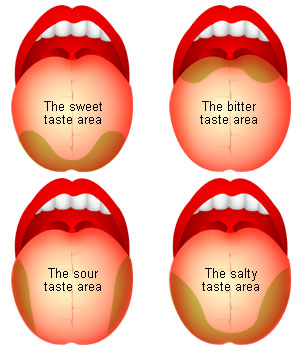 The sweet
taste area
The bitter
taste area
The sour
taste area
The salty
taste area